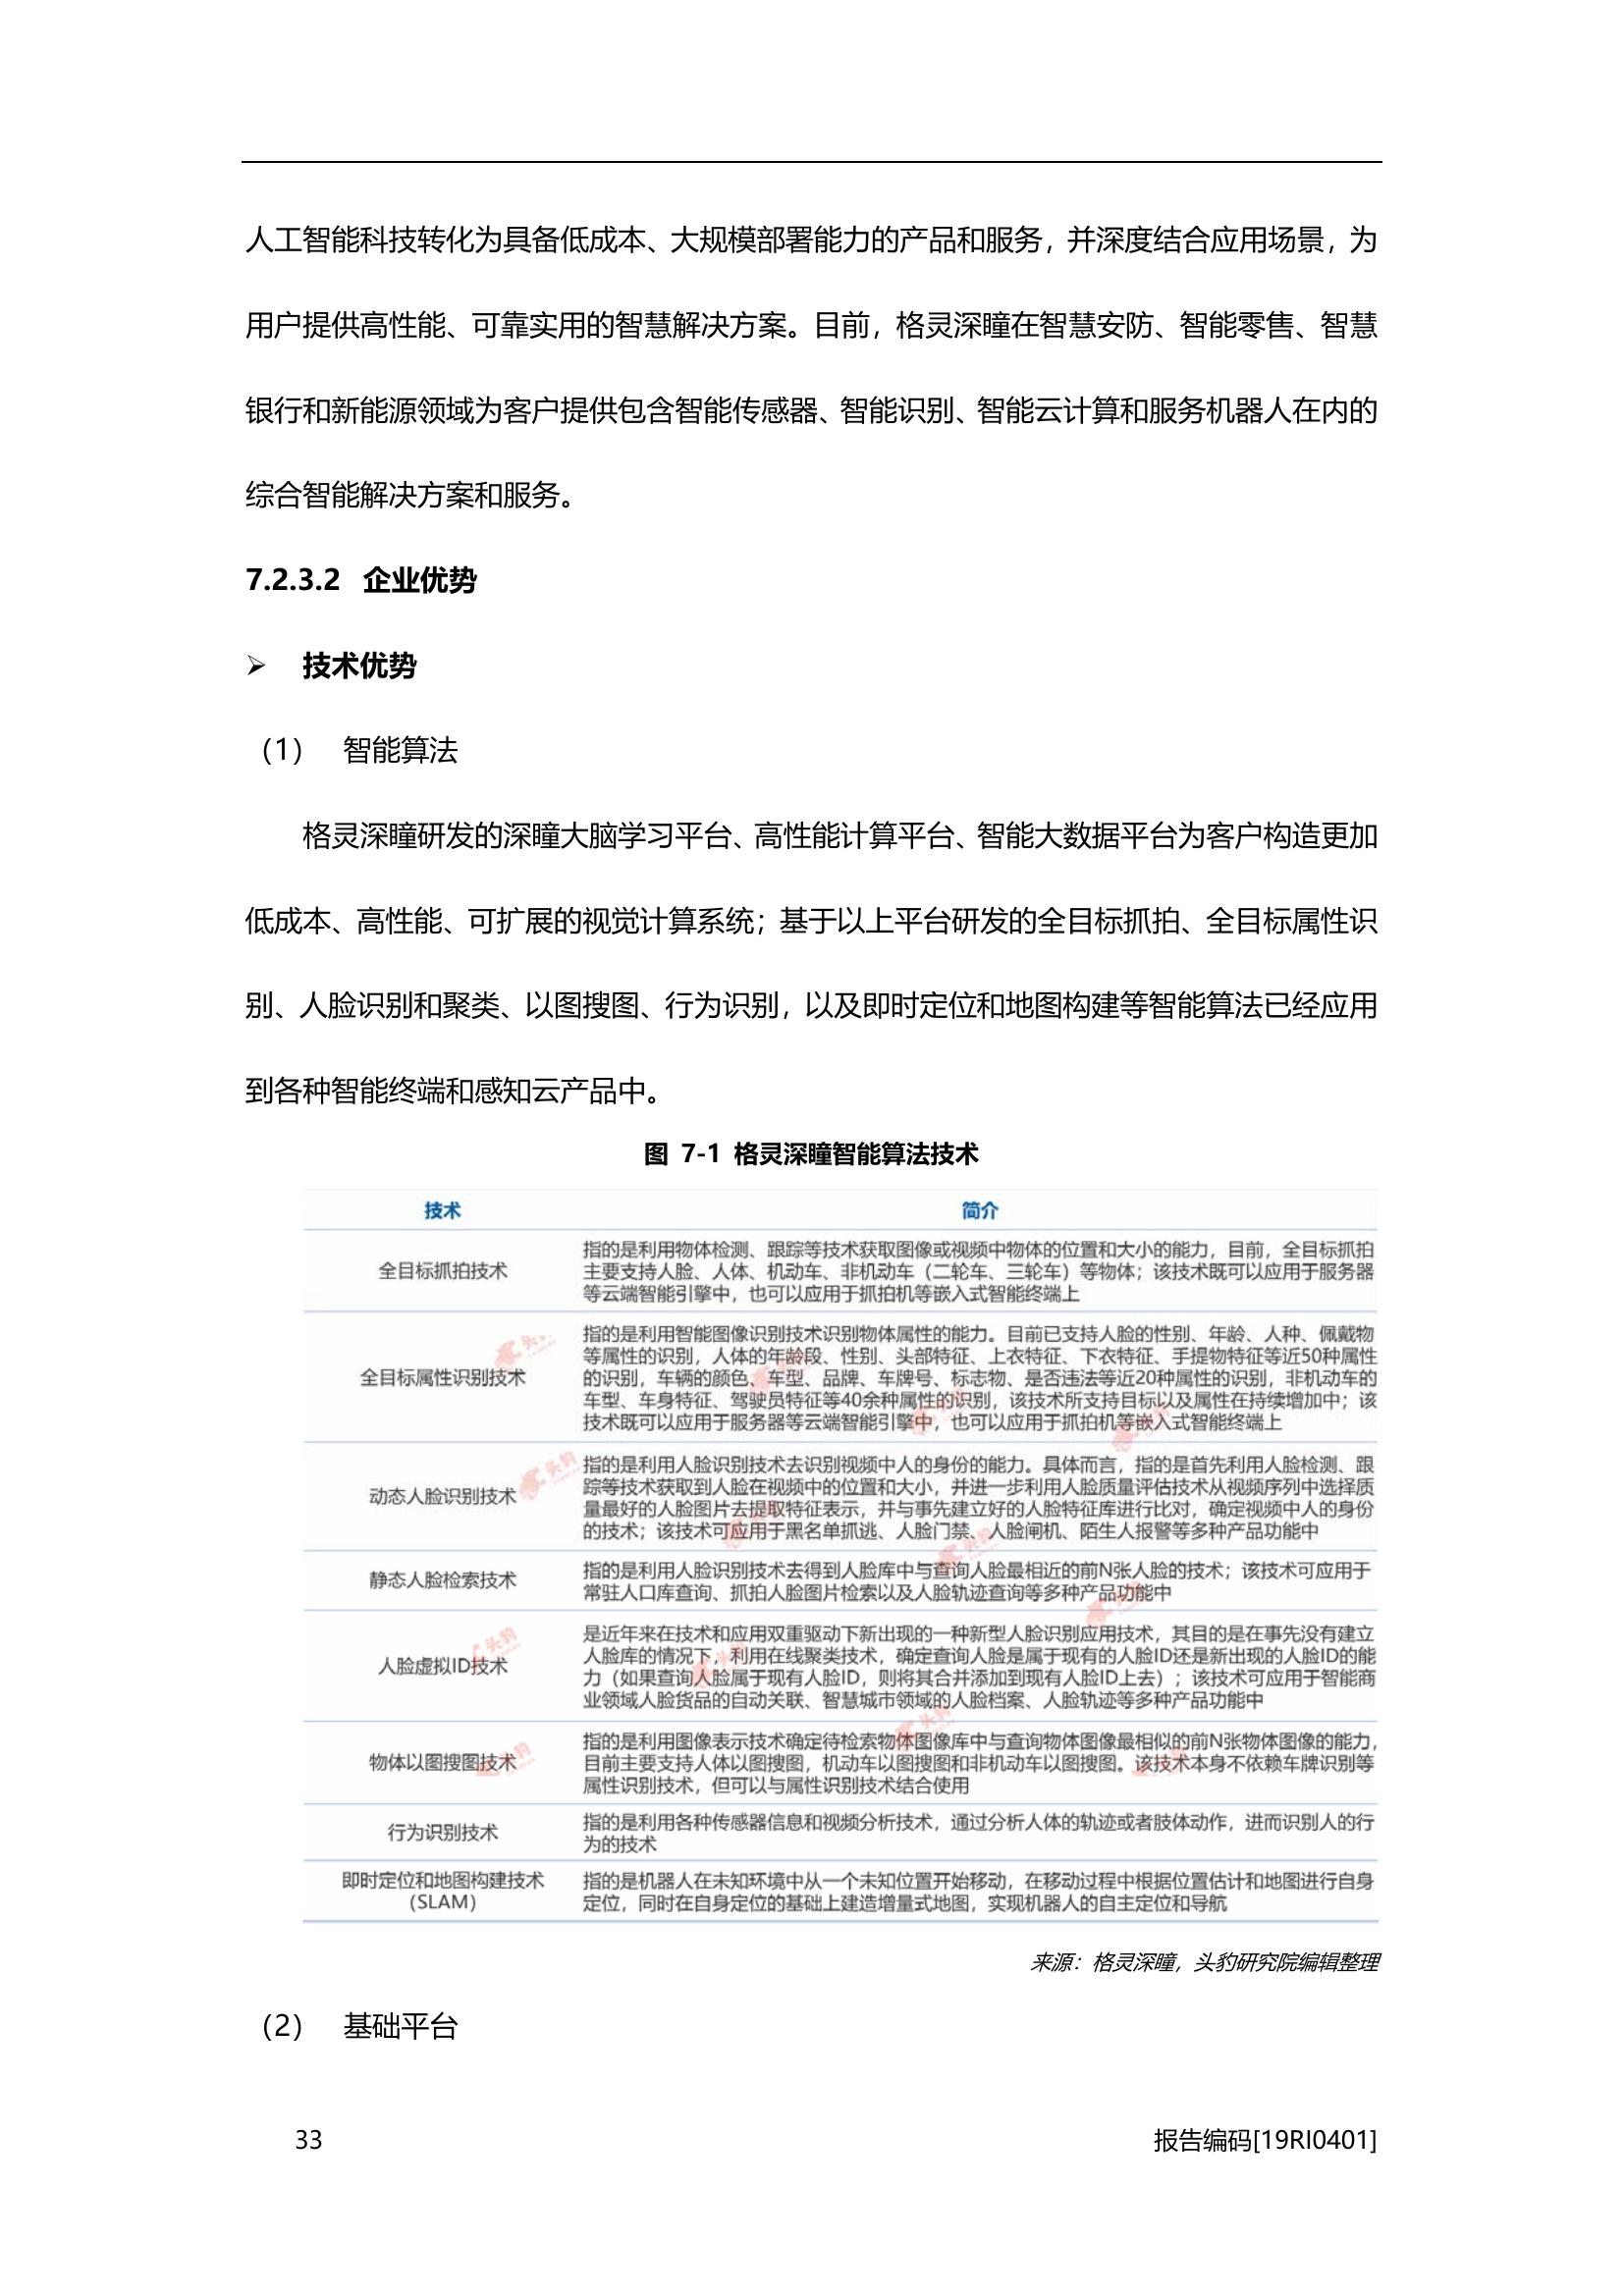 人工智能科技转化为具备低成本、大规模部署能力的产品和服务，并深度结合应用场景，为
用户提供高性能、可靠实用的智慧解决方案。目前，格灵深瞳在智慧安防、智能零售、智慧
银行和新能源领域为客户提供包含智能传感器、智能识别、智能云计算和服务机器人在内的
综合智能解决方案和服务。
7.2.3.2 企业优势
➢ 技术优势
（1） 智能算法
格灵深瞳研发的深瞳大脑学习平台、高性能计算平台、智能大数据平台为客户构造更加
低成本、高性能、可扩展的视觉计算系统；基于以上平台研发的全目标抓拍、全目标属性识
别、人脸识别和聚类、以图搜图、行为识别，以及即时定位和地图构建等智能算法已经应用
到各种智能终端和感知云产品中。
图 7-1 格灵深瞳智能算法技术
技术 简介
全目标抓拍技术
指的是利用物体检测、跟踪等技术获取图像或视频中物体的位置和大小的能力，目前，全目标抓拍
主要支持人脸、人体、机动车、非机动车（二轮车、三轮车）等物体；该技术既可以应用于服务器
等云端智能引擎中，也可以应用于抓拍机等嵌入式智能终端上
全目标属性识别技术
指的是利用智能图像识别技术识别物体属性的能力。目前已支持人脸的性别、年龄、人种、佩戴物
等属性的识别，人体的年龄段、性别、头部特征、上衣特征、下衣特征、手提物特征等近50种属性
的识别，车辆的颜色、车型、品牌、车牌号、标志物、是否违法等近20种属性的识别，非机动车的
车型、车身特征、驾驶员特征等40余种属性的识别，该技术所支持目标以及属性在持续增加中；该
技术既可以应用于服务器等云端智能引擎中，也可以应用于抓拍机等嵌入式智能终端上
动态人脸识别技术
指的是利用人脸识别技术去识别视频中人的身份的能力。具体而言，指的是首先利用人脸检测、跟
踪等技术获取到人脸在视频中的位置和大小，并进一步利用人脸质量评估技术从视频序列中选择质
量最好的人脸图片去提取特征表示，并与事先建立好的人脸特征库进行比对，确定视频中人的身份
的技术；该技术可应用于黑名单抓逃、人脸门禁、人脸闸机、陌生人报警等多种产品功能中
静态人脸检索技术
指的是利用人脸识别技术去得到人脸库中与查询人脸最相近的前N张人脸的技术；该技术可应用于
常驻人口库查询、抓拍人脸图片检索以及人脸轨迹查询等多种产品功能中
人脸虚拟ID技术
是近年来在技术和应用双重驱动下新出现的一种新型人脸识别应用技术，其目的是在事先没有建立
人脸库的情况下，利用在线聚类技术，确定查询人脸是属于现有的人脸ID还是新出现的人脸ID的能
力（如果查询人脸属于现有人脸ID，则将其合并添加到现有人脸ID上去）；该技术可应用于智能商
业领域人脸货品的自动关联、智慧城市领域的人脸档案、人脸轨迹等多种产品功能中
物体以图搜图技术
指的是利用图像表示技术确定待检索物体图像库中与查询物体图像最相似的前N张物体图像的能力，
目前主要支持人体以图搜图，机动车以图搜图和非机动车以图搜图。该技术本身不依赖车牌识别等
属性识别技术，但可以与属性识别技术结合使用
行为识别技术
指的是利用各种传感器信息和视频分析技术，通过分析人体的轨迹或者肢体动作，进而识别人的行
为的技术
即时定位和地图构建技术
（SLAM）
指的是机器人在未知环境中从一个未知位置开始移动，在移动过程中根据位置估计和地图进行自身
定位，同时在自身定位的基础上建造增量式地图，实现机器人的自主定位和导航
来源：格灵深瞳，头豹研究院编辑整理
（2） 基础平台
33 报告编码[19RI0401]